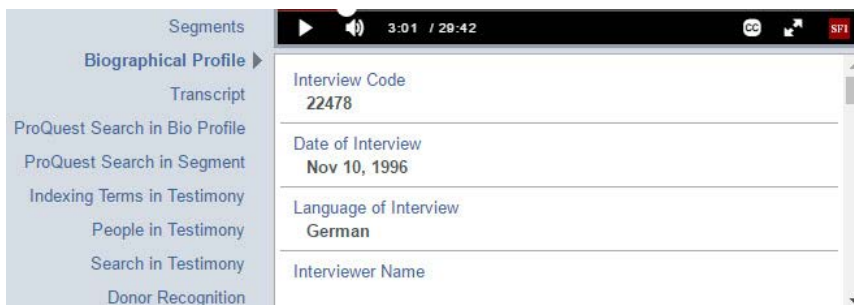 Segments
Biographical Profile
Transcript
ProQuest Search in Bio Profile
ProQuest Search in Segment
Indexing Terms in Testimony
People in Testimony
Search in Testimony
Donor Recognition
3:01 / 29:42
CC
SFI
Interview Code
22478
Date of Interview
Nov 10, 1996
Language of Interview
German
Interviewer Name